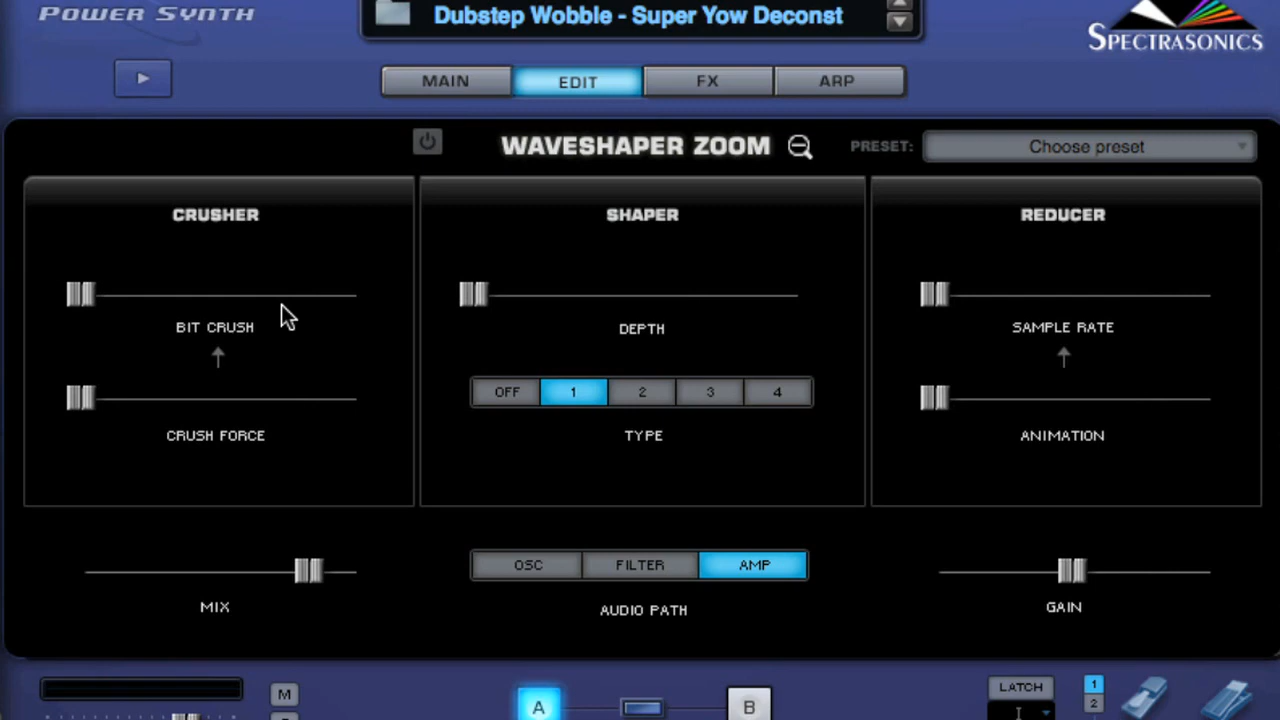 POWER SYNTH
Dubstep Wobble - Super Yow Deconst
SPECTRASONICS
MAIN
EDIT
FX
ARP
WAVESHAPER ZOOM
PRESET:
Choose preset
CRUSHER
SHAPER
REDUCER
BIT CRUSH
DEPTH
SAMPLE RATE
OFF
1
2
3
4
CRUSH FORCE
TYPE
ANIMATION
OSC
FILTER
AMP
MIX
AUDIO PATH
GAIN
M
A
B
LATCH
1
2